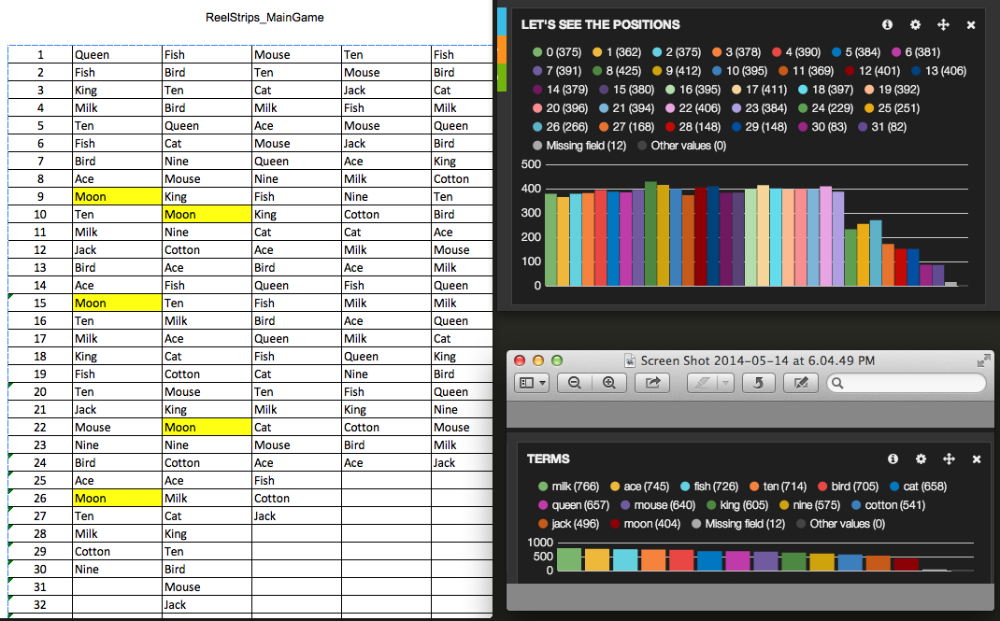 ReelStrips_MainGame
1 Queen Fish Mouse Ten Fish
2 Fish Bird Ten Mouse Bird
3 King Ten Cat Jack Cat
4 Milk Bird Milk Fish Milk
5 Ten Queen Ace Mouse Queen
6 Fish Cat Mouse Jack Bird
7 Bird Nine Queen Ace King
8 Ace Mouse Nine Milk Cotton
9 Moon King Fish Nine Ten
10 Ten Moon King Cotton Bird
11 Milk Nine Cat Cat Ace
12 Jack Cotton Ace Milk Mouse
13 Bird Ace Bird Ace Milk
14 Ace Fish Queen Fish Queen
15 Moon Ten Fish Milk Milk
16 Ten Milk Bird Ace Queen
17 Milk Ace Queen Milk Cat
18 King Cat Fish Queen King
19 Fish Cotton Cat Nine Bird
20 Ten Mouse Ten Fish Queen
21 Jack King Milk King Nine
22 Mouse Moon Cat Cotton Mouse
23 Nine Nine Mouse Bird Milk
24 Bird Cotton Ace Ace Jack
25 Ace Ace Fish
26 Moon Milk Cotton
27 Ten Cat Jack
28 Milk King
29 Cotton Ten
30 Nine Bird
31 Mouse
32 Jack
LET'S SEE THE POSITIONS
0 (375) 1 (362) 2 (375) 3 (378) 4 (390) 5 (384) 6 (381)
7 (391) 8 (425) 9 (412) 10 (395) 11 (369) 12 (401) 13 (406)
14 (379) 15 (380) 16 (395) 17 (411) 18 (397) 19 (392)
20 (396) 21 (394) 22 (406) 23 (384) 24 (229) 25 (251)
26 (266) 27 (168) 28 (148) 29 (148) 30 (83) 31 (82)
Missing field (12) Other values (0)
500
400
300
200
100
0
Screen Shot 2014-05-14 at 6.04.49 PM
TERMS
milk (766) ace (745) fish (726) ten (714) bird (705) cat (658)
queen (657) mouse (640) king (605) nine (575) cotton (541)
jack (496) moon (404) Missing field (12) Other values (0)
1000
500
0